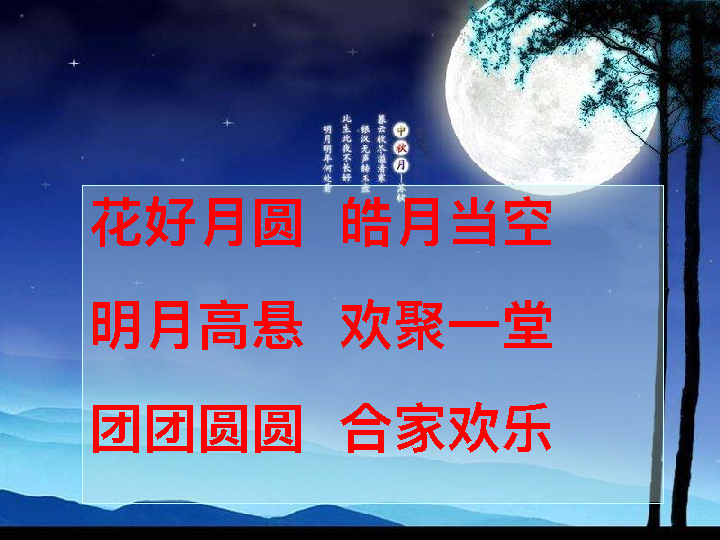 中秋月——苏轼
暮云收尽溢清寒
银汉无声转玉盘
此生此夜不长好
明月明年何处看
花好月圆 皓月当空
明月高悬 欢聚一堂
团团圆圆 合家欢乐